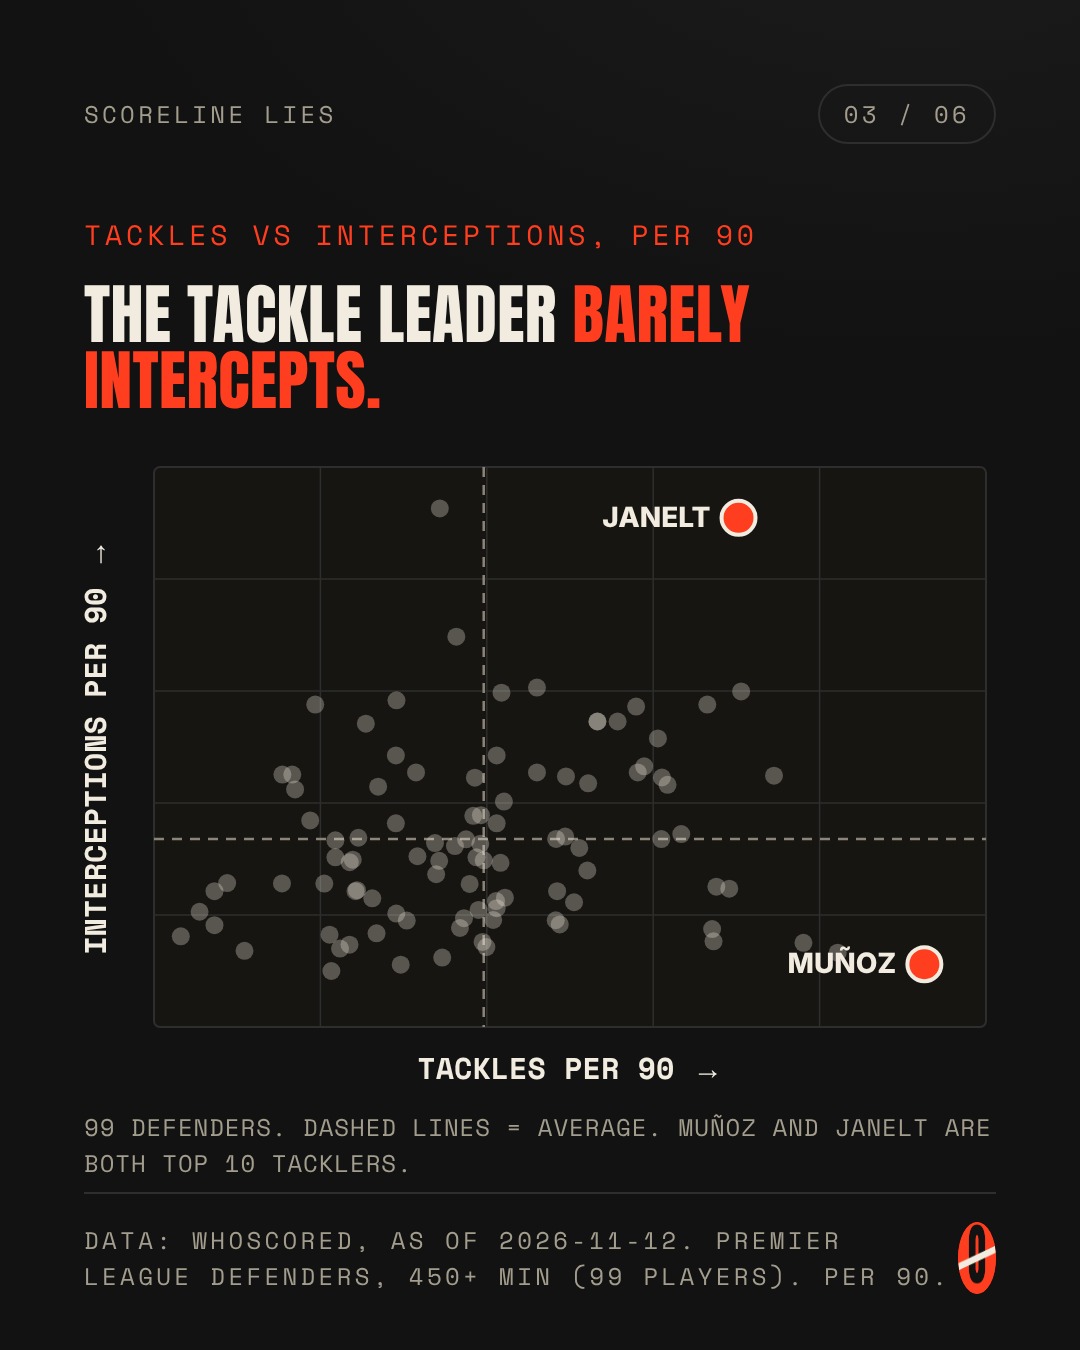 SCORELINE LIES
03 / 06
TACKLES VS INTERCEPTIONS, PER 90
THE TACKLE LEADER BARELY
INTERCEPTS.
JANELT
INTERCEPTIONS PER 90 →
MUÑOZ
TACKLES PER 90 →
99 DEFENDERS. DASHED LINES = AVERAGE. MUÑOZ AND JANELT ARE
BOTH TOP 10 TACKLERS.
DATA: WHOSCORED, AS OF 2026-11-12. PREMIER
LEAGUE DEFENDERS, 450+ MIN (99 PLAYERS). PER 90.
0